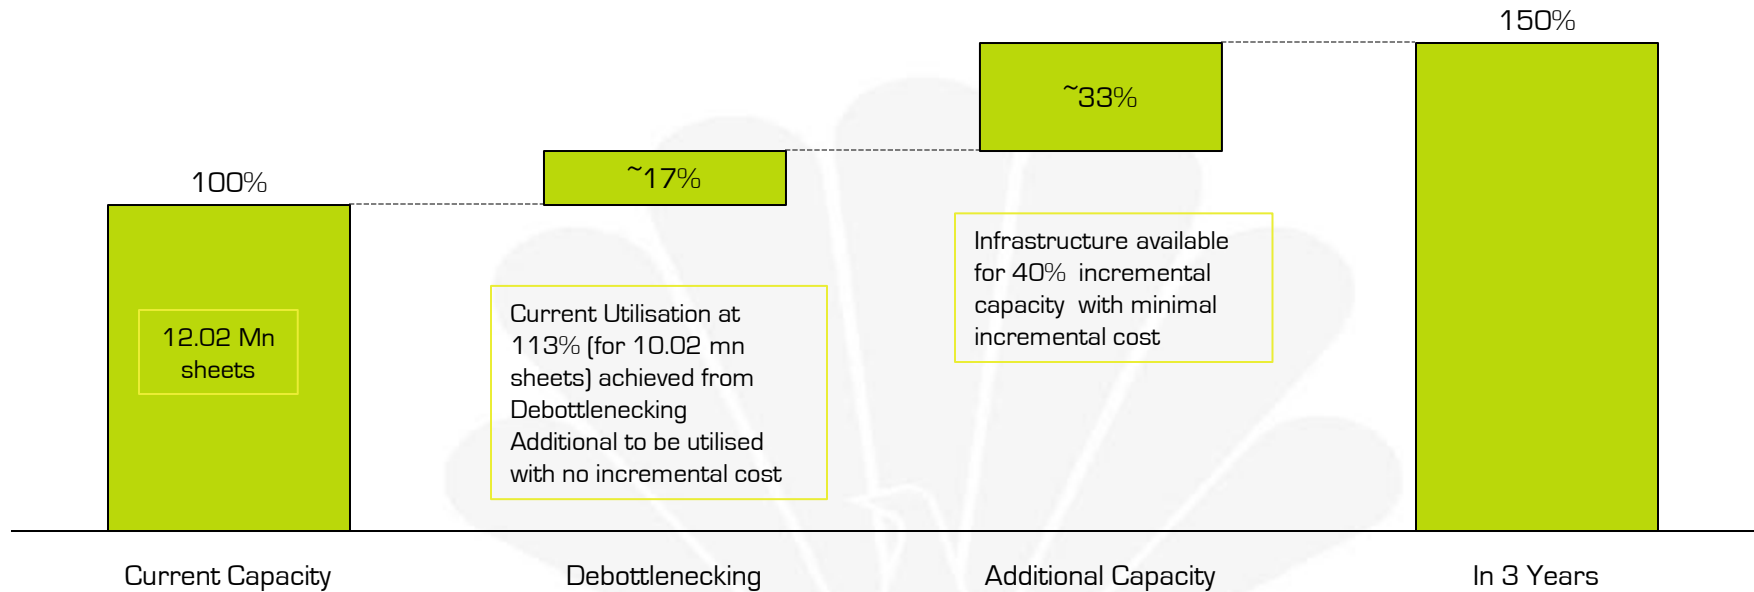 150%
~33%
~17%
100%
12.02 Mn
sheets
Current Utilisation at
113% (for 10.02 mn
sheets) achieved from
Debottlenecking
Additional to be utilised
with no incremental cost
Infrastructure available
for 40% incremental
capacity with minimal
incremental cost
Current Capacity
Debottlenecking
Additional Capacity
In 3 Years